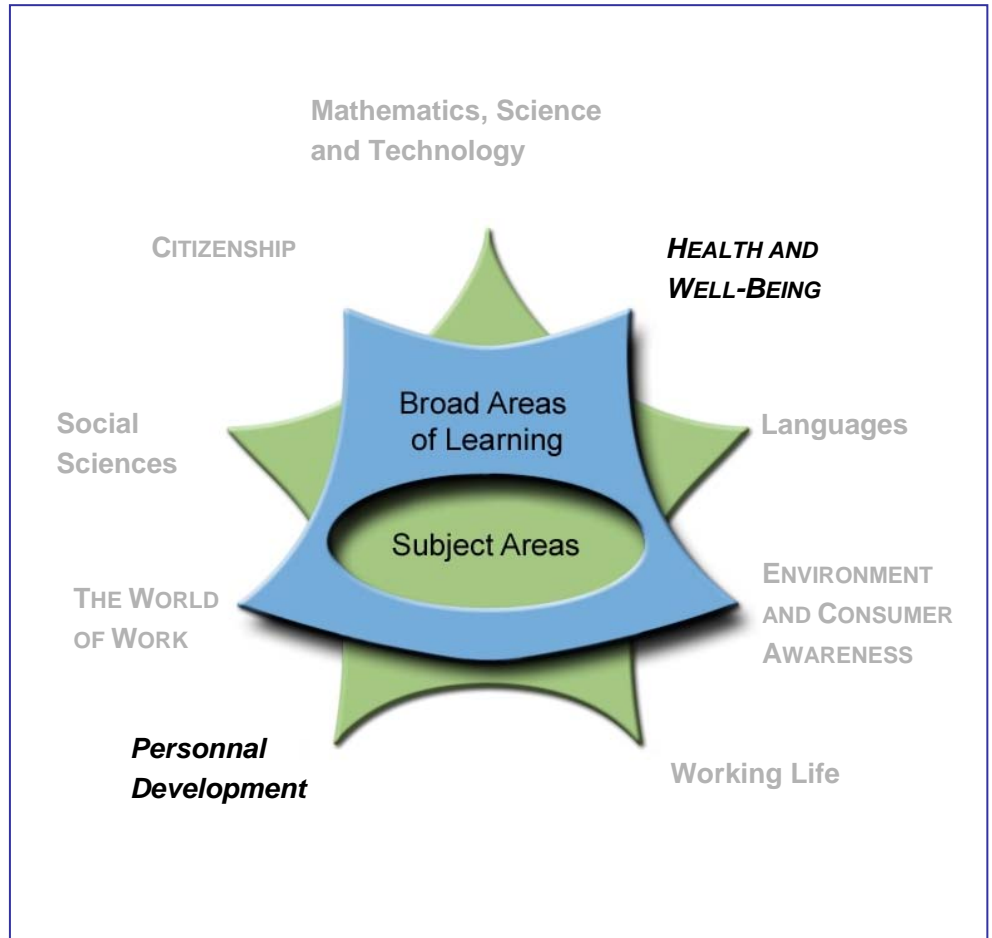 Mathematics, Science
and Technology
CITIZENSHIP
HEALTH AND
WELL-BEING
Broad Areas
of Learning
Social
Sciences
Languages
Subject Areas
THE WORLD
OF WORK
ENVIRONMENT
AND CONSUMER
AWARENESS
Personnal
Development
Working Life